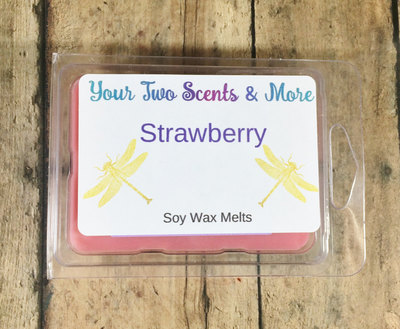 Your Two Scents & More
Strawberry
Soy Wax Melts